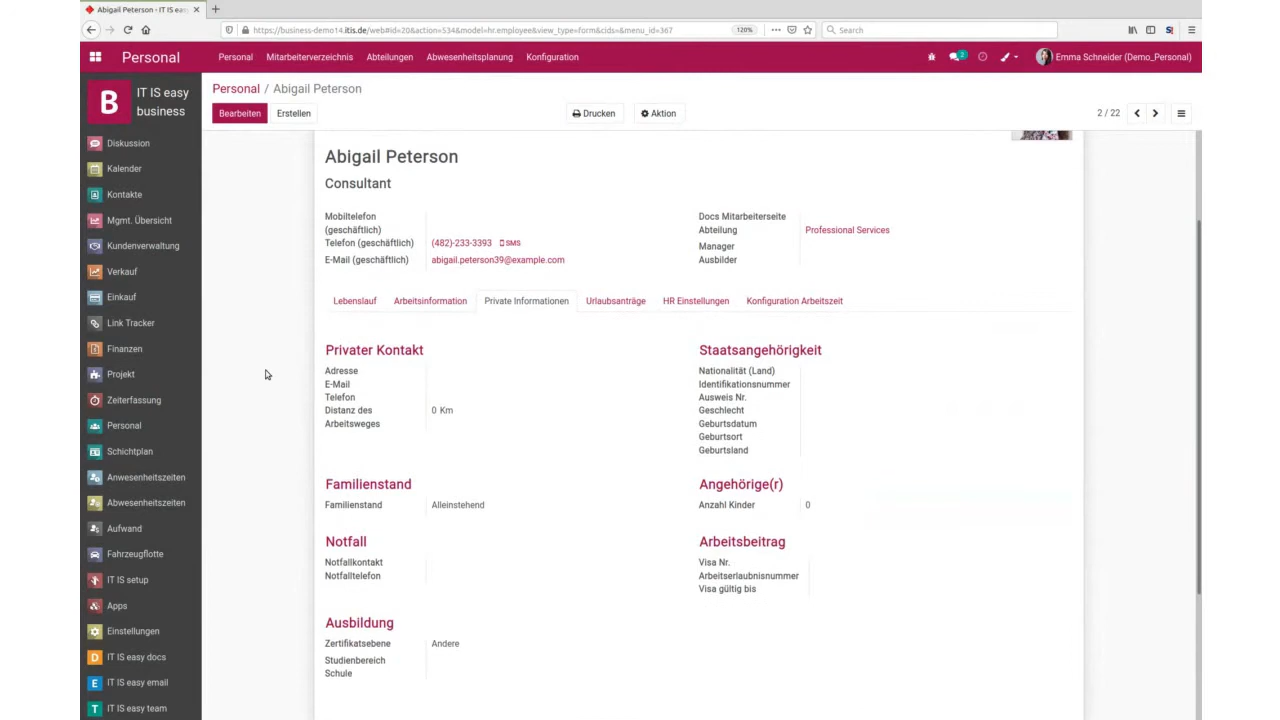 Abigail Peterson - IT IS eas
https://business-demo14.itis.de/web#id=20&action=534&model=hr.employee&view_type=form&cids=&menu_id=367
120%
Search
Personal
Personal
Mitarbeiterverzeichnis
Abteilungen
Abwesenheitsplanung
Konfiguration
2
Emma Schneider (Demo_Personal)
B
IT IS easy
business
Personal / Abigail Peterson
Bearbeiten
Erstellen
Drucken
Aktion
2 / 22
Diskussion
Kalender
Kontakte
Mgmt. Übersicht
Kundenverwaltung
Verkauf
Einkauf
Link Tracker
Finanzen
Projekt
Zeiterfassung
Personal
Schichtplan
Anwesenheitszeiten
Abwesenheitszeiten
Aufwand
Fahrzeugflotte
IT IS setup
Apps
Einstellungen
D IT IS easy docs
E IT IS easy email
T IT IS easy team
Abigail Peterson
Consultant
Mobiltelefon
(geschäftlich)
Telefon (geschäftlich) (482)-233-3393 SMS
E-Mail (geschäftlich) abigail.peterson39@example.com
Docs Mitarbeiterseite
Abteilung Professional Services
Manager
Ausbilder
Lebenslauf
Arbeitsinformation
Private Informationen
Urlaubsanträge
HR Einstellungen
Konfiguration Arbeitszeit
Privater Kontakt
Adresse
E-Mail
Telefon
Distanz des 0 Km
Arbeitsweges
Staatsangehörigkeit
Nationalität (Land)
Identifikationsnummer
Ausweis Nr.
Geschlecht
Geburtsdatum
Geburtsort
Geburtsland
Familienstand
Familienstand Alleinstehend
Angehörige(r)
Anzahl Kinder 0
Notfall
Notfallkontakt
Notfalltelefon
Arbeitsbeitrag
Visa Nr.
Arbeitserlaubnisnummer
Visa gültig bis
Ausbildung
Zertifikatsebene Andere
Studienbereich
Schule